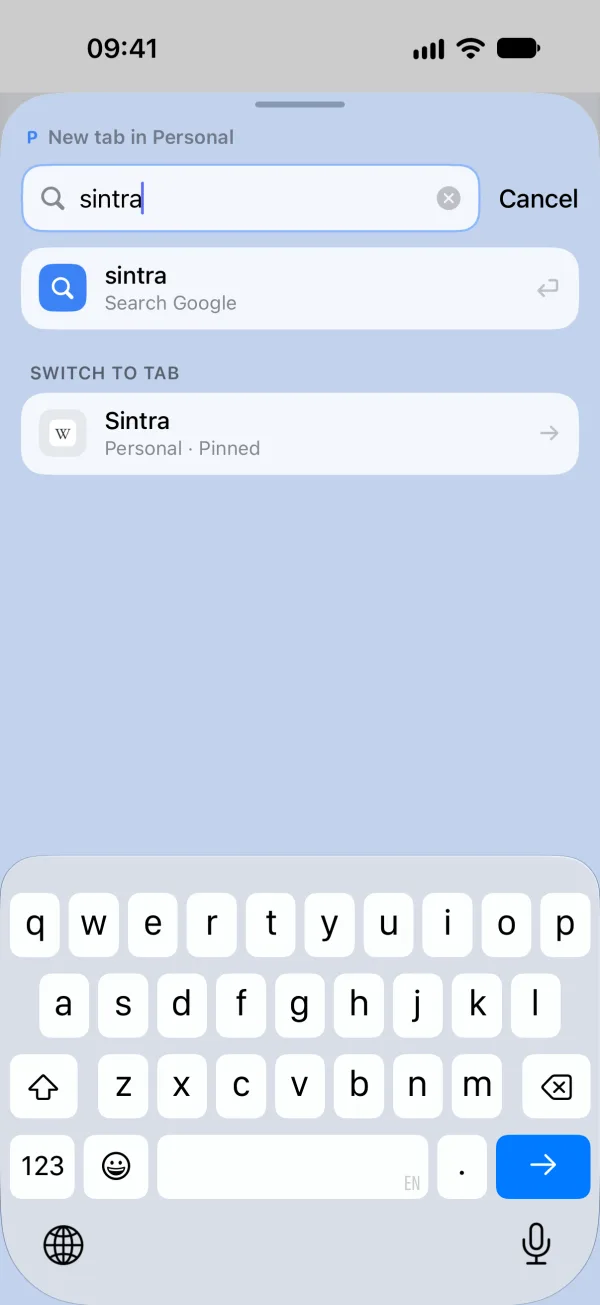 09:41
P New tab in Personal
sintra
Cancel
sintra
Search Google
SWITCH TO TAB
W
Sintra
Personal · Pinned
q w e r t y u i o p
a s d f g h j k l
z x c v b n m
123
EN
.